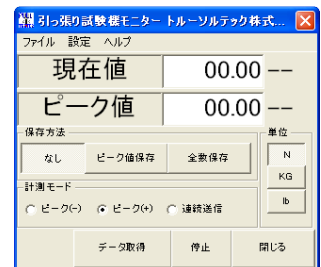 引っ張り試験機モニター トルーソルテック株式...
ファイル 設定 ヘルプ
現在値 00.00 --
ピーク値 00.00 --
保存方法 単位
なし ピーク値保存 全数保存 N
KG
計測モード lb
ピーク(-) ピーク(+) 連続送信
データ取得 停止 閉じる